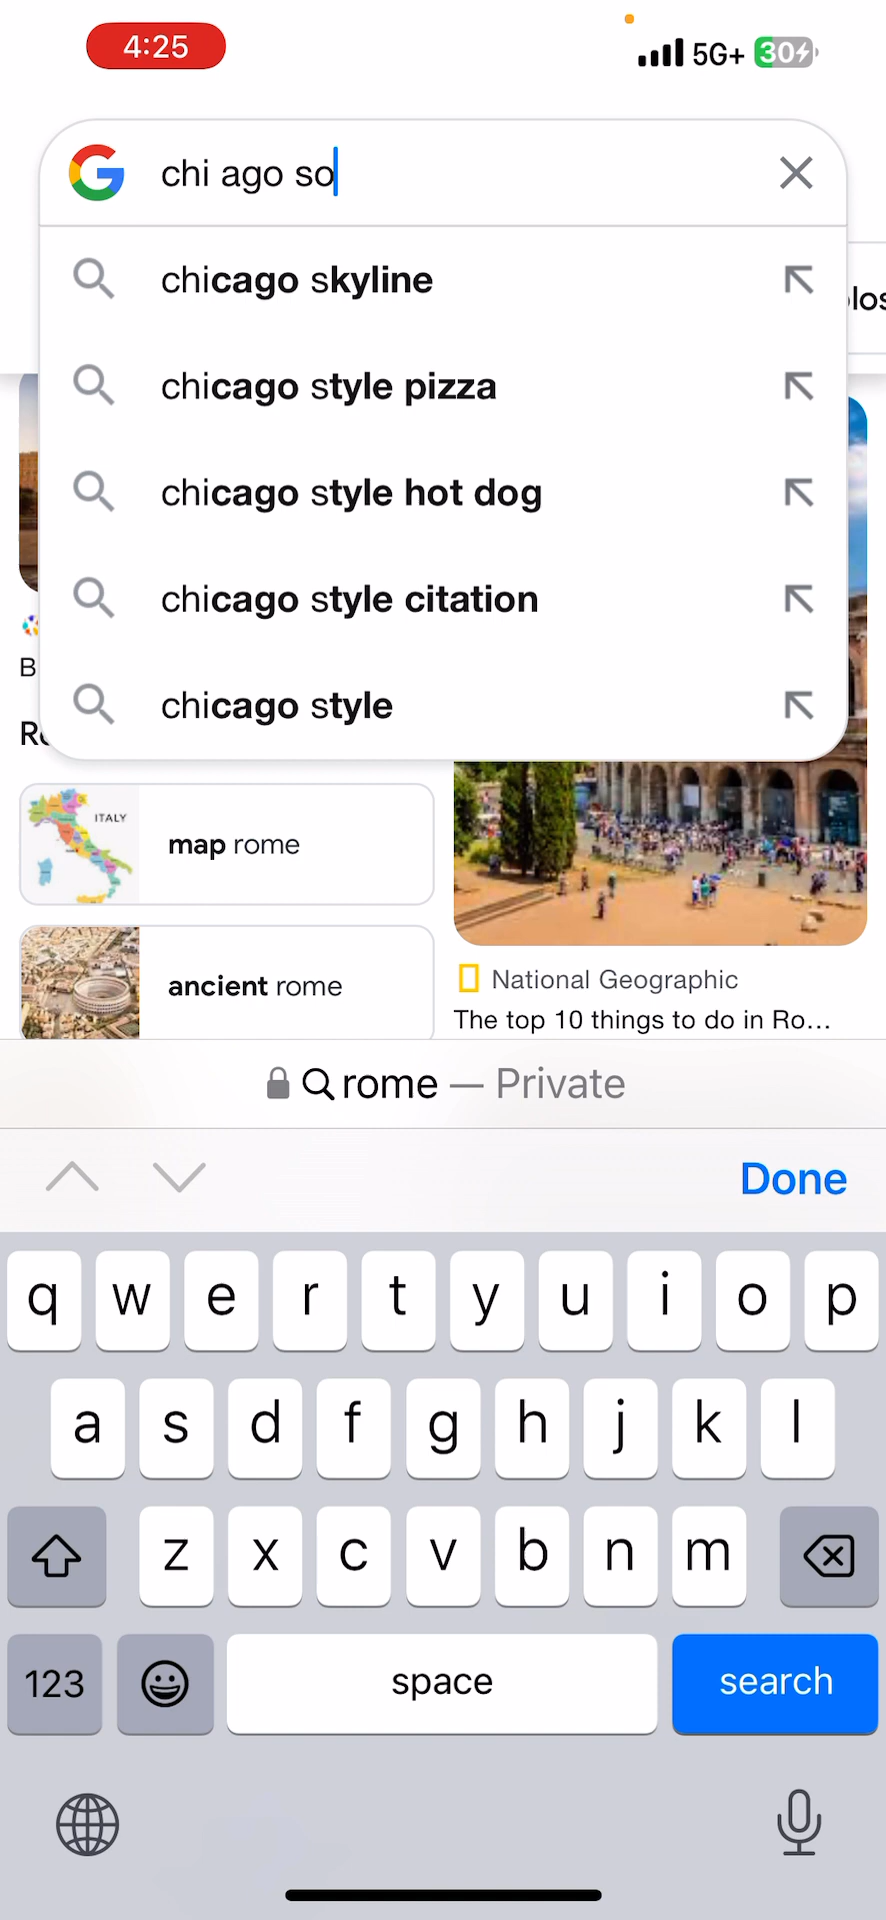 4:25
5G+ 30
chi ago so
chicago skyline
chicago style pizza
chicago style hot dog
chicago style citation
chicago style
B
ITALY
map rome
ancient rome
National Geographic
The top 10 things to do in Ro...
rome — Private
Done
q w e r t y u i o p
a s d f g h j k l
z x c v b n m
123 space search